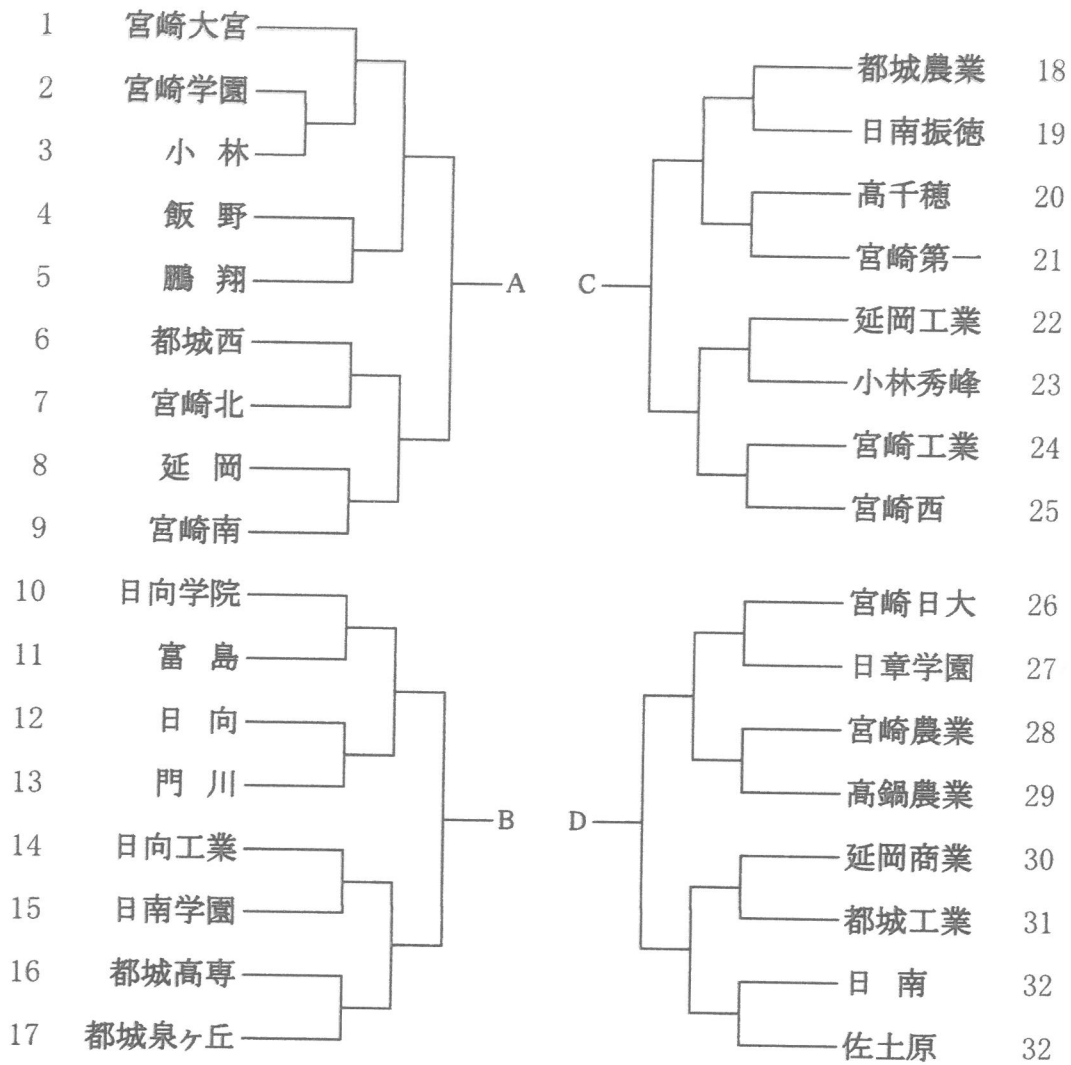 1 宮崎大宮
2 宮崎学園
3 小 林
4 飯 野
5 鵬 翔
6 都城西
7 宮崎北
8 延 岡
9 宮崎南
A
10 日向学院
11 富 島
12 日 向
13 門 川
14 日向工業
15 日南学園
16 都城高専
17 都城泉ヶ丘
B
都城農業 18
日南振徳 19
高千穂 20
宮崎第一 21
延岡工業 22
小林秀峰 23
宮崎工業 24
宮崎西 25
C
宮崎日大 26
日章学園 27
宮崎農業 28
高鍋農業 29
延岡商業 30
都城工業 31
日 南 32
佐土原 32
D